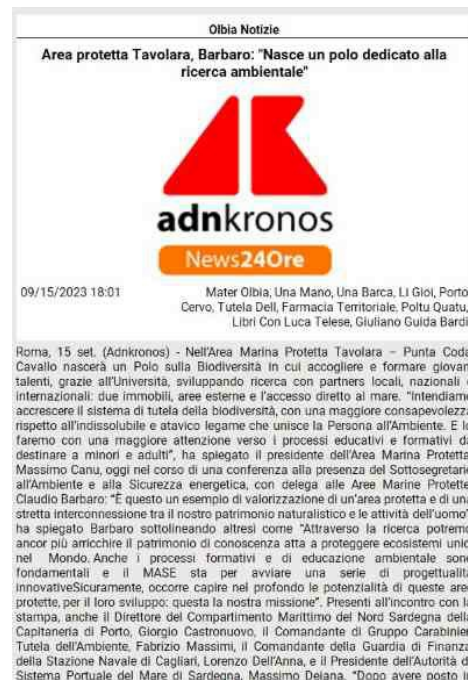 Olbia Notizie
Area protetta Tavolara, Barbaro: "Nasce un polo dedicato alla
ricerca ambientale"
adnkronos
News24Ore
09/15/2023 18:01
Mater Olbia, Una Mano, Una Barca, Li Gioi, Porto
Cervo, Tutela Dell, Farmacia Territoriale, Poltu Quatu,
Libri Con Luca Telese, Giuliano Guida Bardi
Roma, 15 set. (Adnkronos) - Nell'Area Marina Protetta Tavolara – Punta Coda
Cavallo nascerà un Polo sulla Biodiversità in cui accogliere e formare giovan
talenti, grazie all'Università, sviluppando ricerca con partners locali, nazionali e
internazionali: due immobili, aree esterne e l'accesso diretto al mare. "Intendiamo
accrescere il sistema di tutela della biodiversità, con una maggiore consapevolezza
rispetto all'indissolubile e atavico legame che unisce la Persona all'Ambiente. E lo
faremo con una maggiore attenzione verso i processi educativi e formativi da
destinare a minori e adulti", ha spiegato il presidente dell'Area Marina Protetta
Massimo Canu, oggi nel corso di una conferenza alla presenza del Sottosegretario
all'Ambiente e alla Sicurezza energetica, con delega alle Aree Marine Protette
Claudio Barbaro: "È questo un esempio di valorizzazione di un'area protetta e di una
stretta interconnessione tra il nostro patrimonio naturalistico e le attività dell'uomo"
ha spiegato Barbaro sottolineando altresì come "Attraverso la ricerca potremo
ancor più arricchire il patrimonio di conoscenza atta a proteggere ecosistemi unic
nel Mondo. Anche i processi formativi e di educazione ambientale sono
fondamentali e il MASE sta per avviare una serie di progettualità
innovativeSicuramente, occorre capire nel profondo le potenzialità di queste aree
protette, per il loro sviluppo: questa la nostra missione". Presenti all'incontro con la
stampa, anche il Direttore del Compartimento Marittimo del Nord Sardegna della
Capitaneria di Porto, Giorgio Castronuovo, il Comandante di Gruppo Carabinier
Tutela dell'Ambiente, Fabrizio Massimi, il Comandante della Guardia di Finanza
della Stazione Navale di Cagliari, Lorenzo Dell'Anna, e il Presidente dell'Autorità di
Sistema Portuale del Mare di Sardegna, Massimo Deiana. "Dopo avere posto in